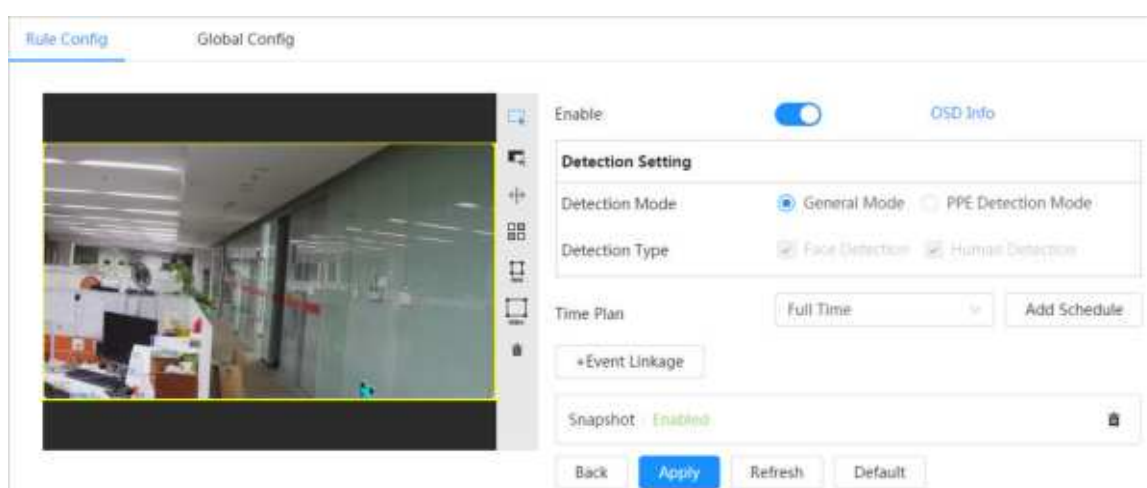 Rule Config Global Config
Enable OSD Info
Detection Setting
Detection Mode General Mode PPE Detection Mode
Detection Type Face Detection Human Detection
Time Plan Full Time Add Schedule
+Event Linkage
Snapshot Enabled
Back Apply Refresh Default